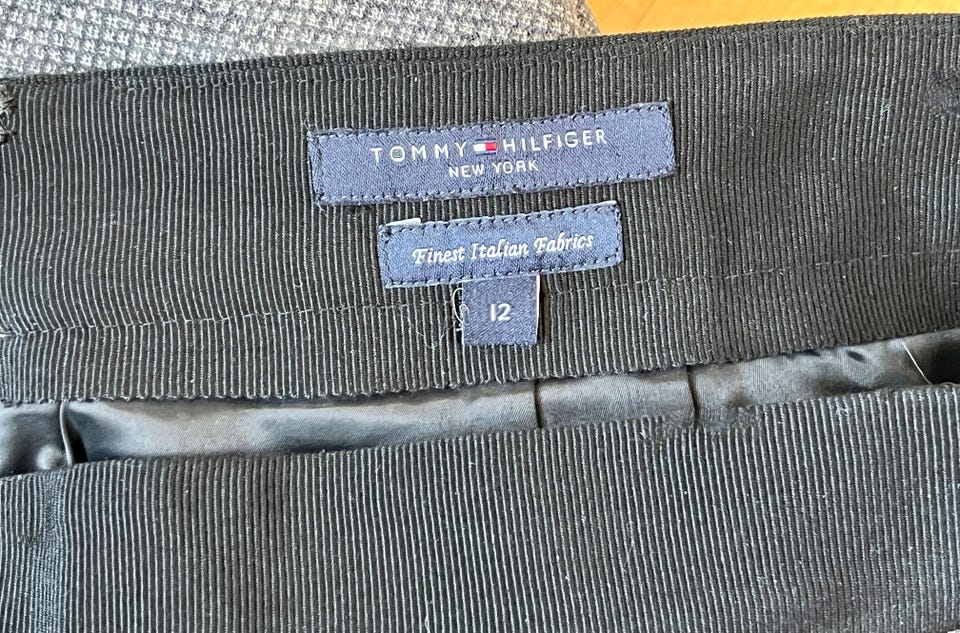 TOMMY HILFIGER
NEW YORK
Finest Italian Fabrics
12